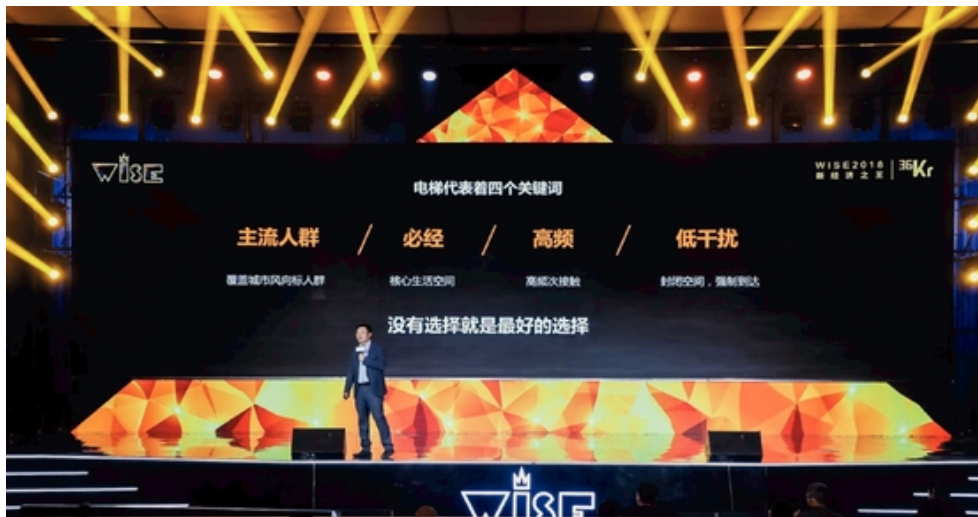 WISE
WISE2018
新经济之王
36Kr
电梯代表着四个关键词
主流人群 / 必经 / 高频 / 低干扰
覆盖城市风向标人群 核心生活空间 高频次接触 封闭空间，强制到达
没有选择就是最好的选择
WISE